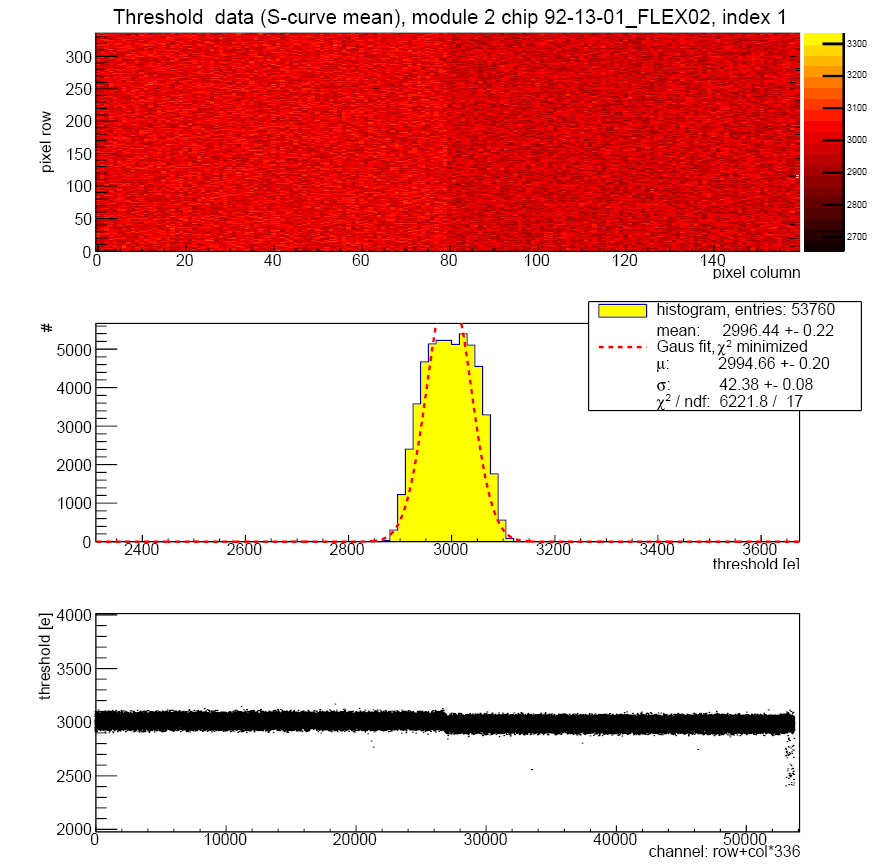 Threshold  data (S-curve mean), module 2 chip 92-13-01_FLEX02, index 1
pixel row
300
250
200
150
100
50
0
0 20 40 60 80 100 120 140
pixel column
3300
3200
3100
3000
2900
2800
2700
#
5000
4000
3000
2000
1000
0
2400 2600 2800 3000 3200 3400 3600
threshold [e]
histogram, entries: 53760
mean: 2996.44 +- 0.22
Gaus fit, χ² minimized
μ: 2994.66 +- 0.20
σ: 42.38 +- 0.08
χ² / ndf: 6221.8 / 17
threshold [e]
4000
3500
3000
2500
2000
0 10000 20000 30000 40000 50000
channel: row+col*336